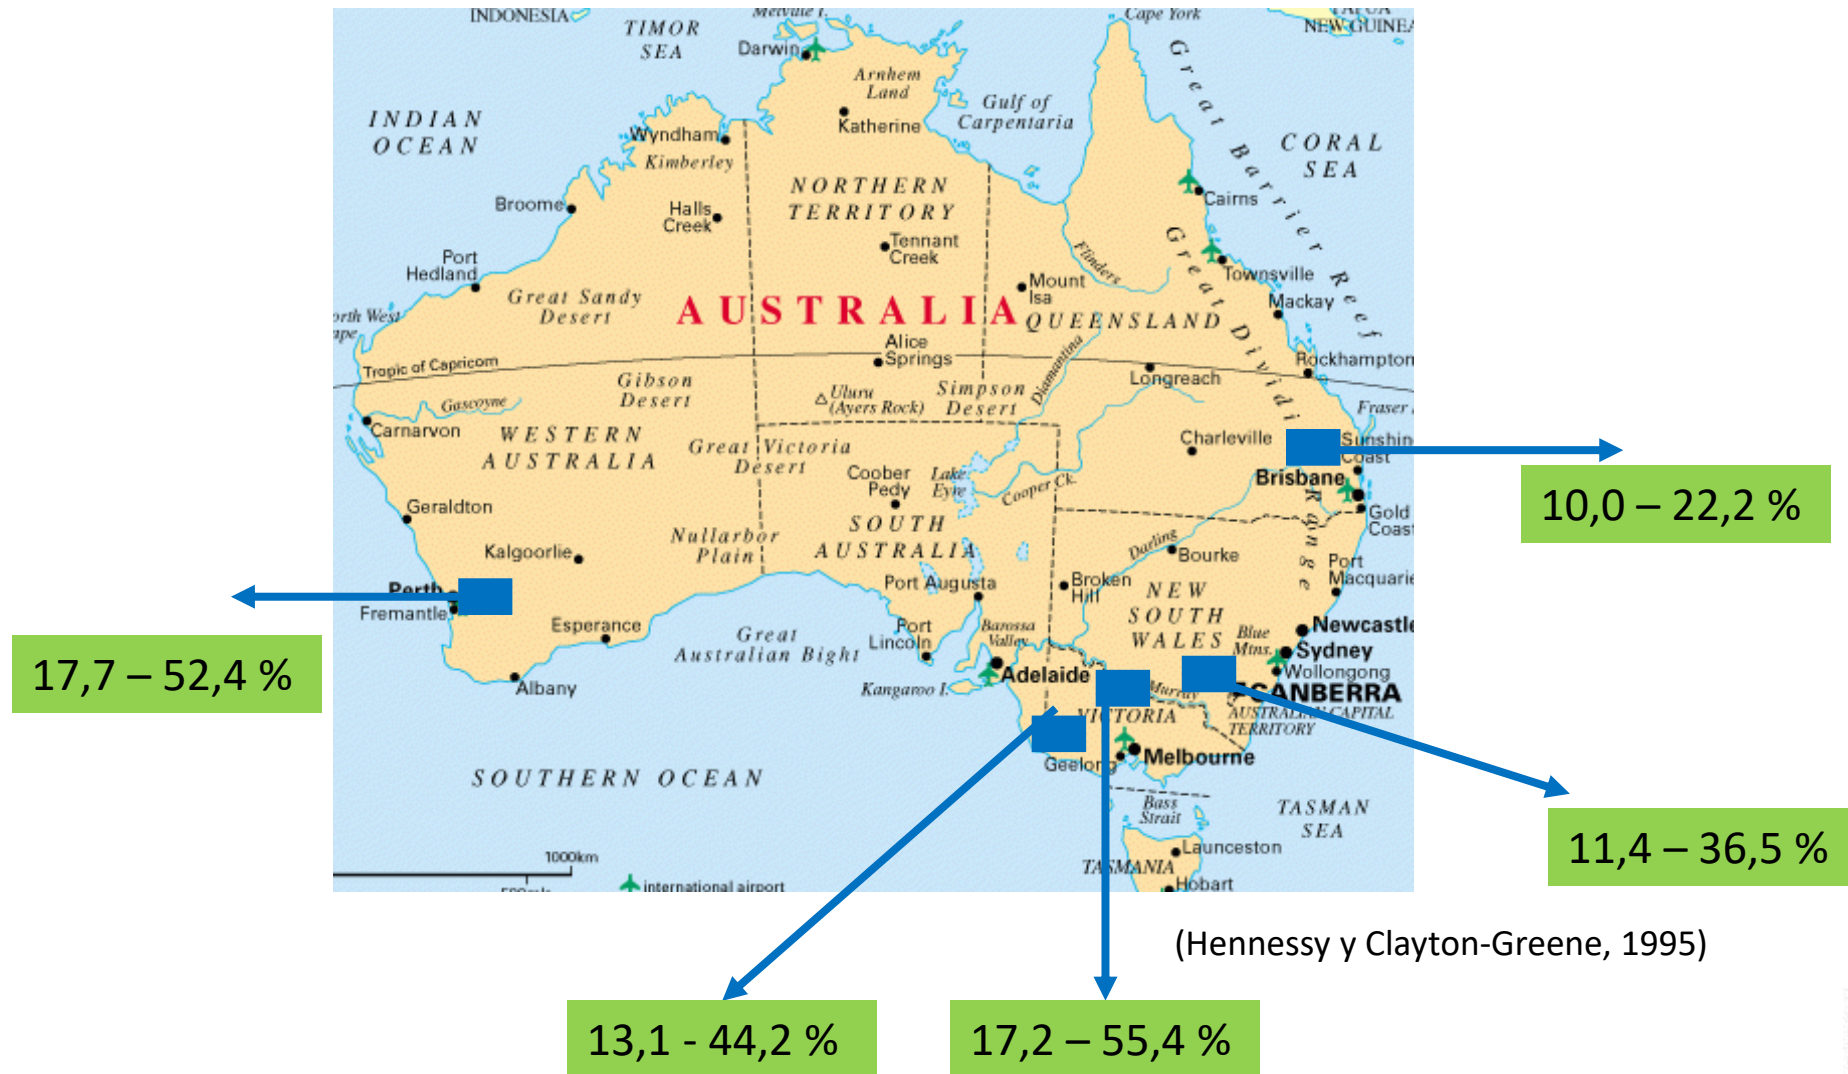 INDONESIA
TIMOR
SEA
Melville I.
Darwin
Cape York
NEW GUINEA
Arnhem
Land
Gulf of
Carpentaria
Katherine
INDIAN
OCEAN
Wyndham
Kimberley
CORAL
SEA
Great Barrier Reef
NORTHERN
TERRITORY
Cairns
Broome
Halls
Creek
Tennant
Creek
Flinders
Great Dividi
Range
Townsville
Port
Hedland
Mount
Isa
Mackay
Great Sandy
Desert
AUSTRALIA
QUEENSLAND
orth West
ape
Alice
Springs
Rockhampton
Tropic of Capricorn
Longreach
Gibson
Desert
Uluru
(Ayers Rock)
Simpson
Desert
Diamantina
Fraser
Gascoyne
Carnarvon
WESTERN
AUSTRALIA
Great Victoria
Desert
Charleville
Sunshin
Coast
Coober
Pedy
Lake
Eyre
Cooper Ck.
Brisbane
10,0 – 22,2 %
Geraldton
SOUTH
AUSTRALIA
Gold
Coast
Nullarbor
Plain
Kalgoorlie
Darling
Bourke
Port
Macquarie
Port Augusta
Broken
Hill
NEW
SOUTH
WALES
Perth
Fremantle
Esperance
Great
Australian Bight
Port
Lincoln
Barossa
Valley
Blue
Mtns.
Newcastle
Sydney
Wollongong
17,7 – 52,4 %
Albany
Kangaroo I.
Adelaide
Murray
CANBERRA
AUSTRALIAN CAPITAL
TERRITORY
VICTORIA
Geelong
Melbourne
SOUTHERN OCEAN
Bass
Strait
TASMAN
SEA
Launceston
TASMANIA
Hobart
11,4 – 36,5 %
1000km
international airport
(Hennessy y Clayton-Greene, 1995)
13,1 - 44,2 %
17,2 – 55,4 %